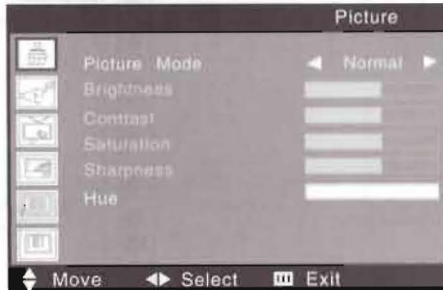 Picture
Picture Mode Normal
Brightness
Contrast
Saturation
Sharpness
Hue
Move Select Exit